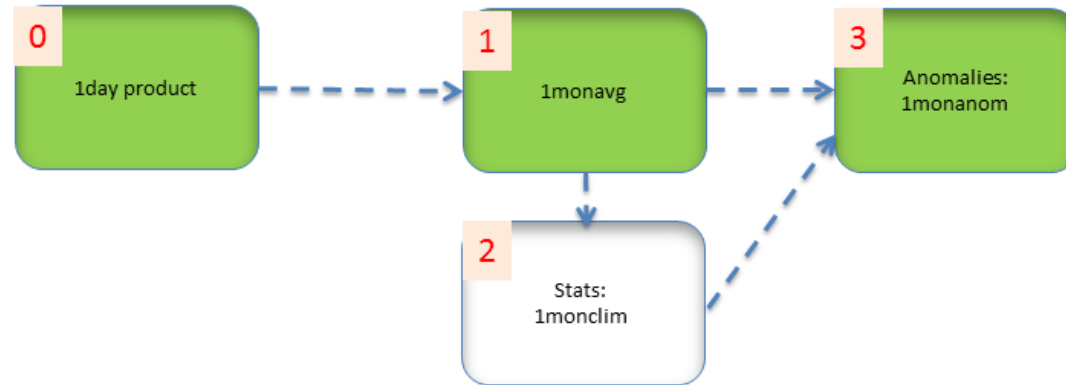 0
1day product
1
1monavg
3
Anomalies:
1monanom
2
Stats:
1monclim